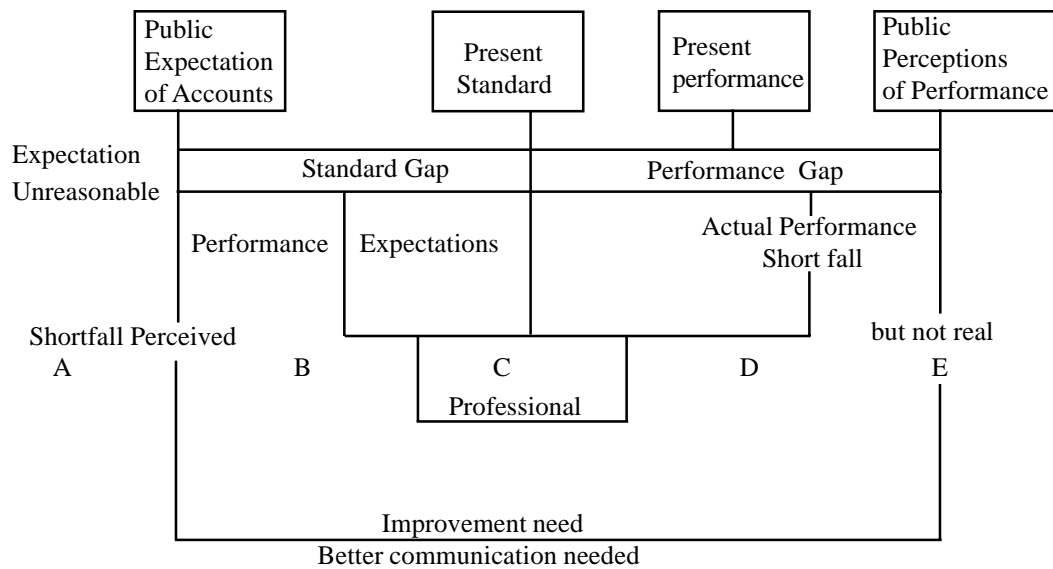 Public
Expectation
of Accounts
Present
Standard
Present
performance
Public
Perceptions
of Performance
Expectation
Unreasonable
Standard Gap
Performance Gap
Performance
Expectations
Actual Performance
Short fall
Shortfall Perceived
but not real
A B C D E
Professional
Improvement need
Better communication needed